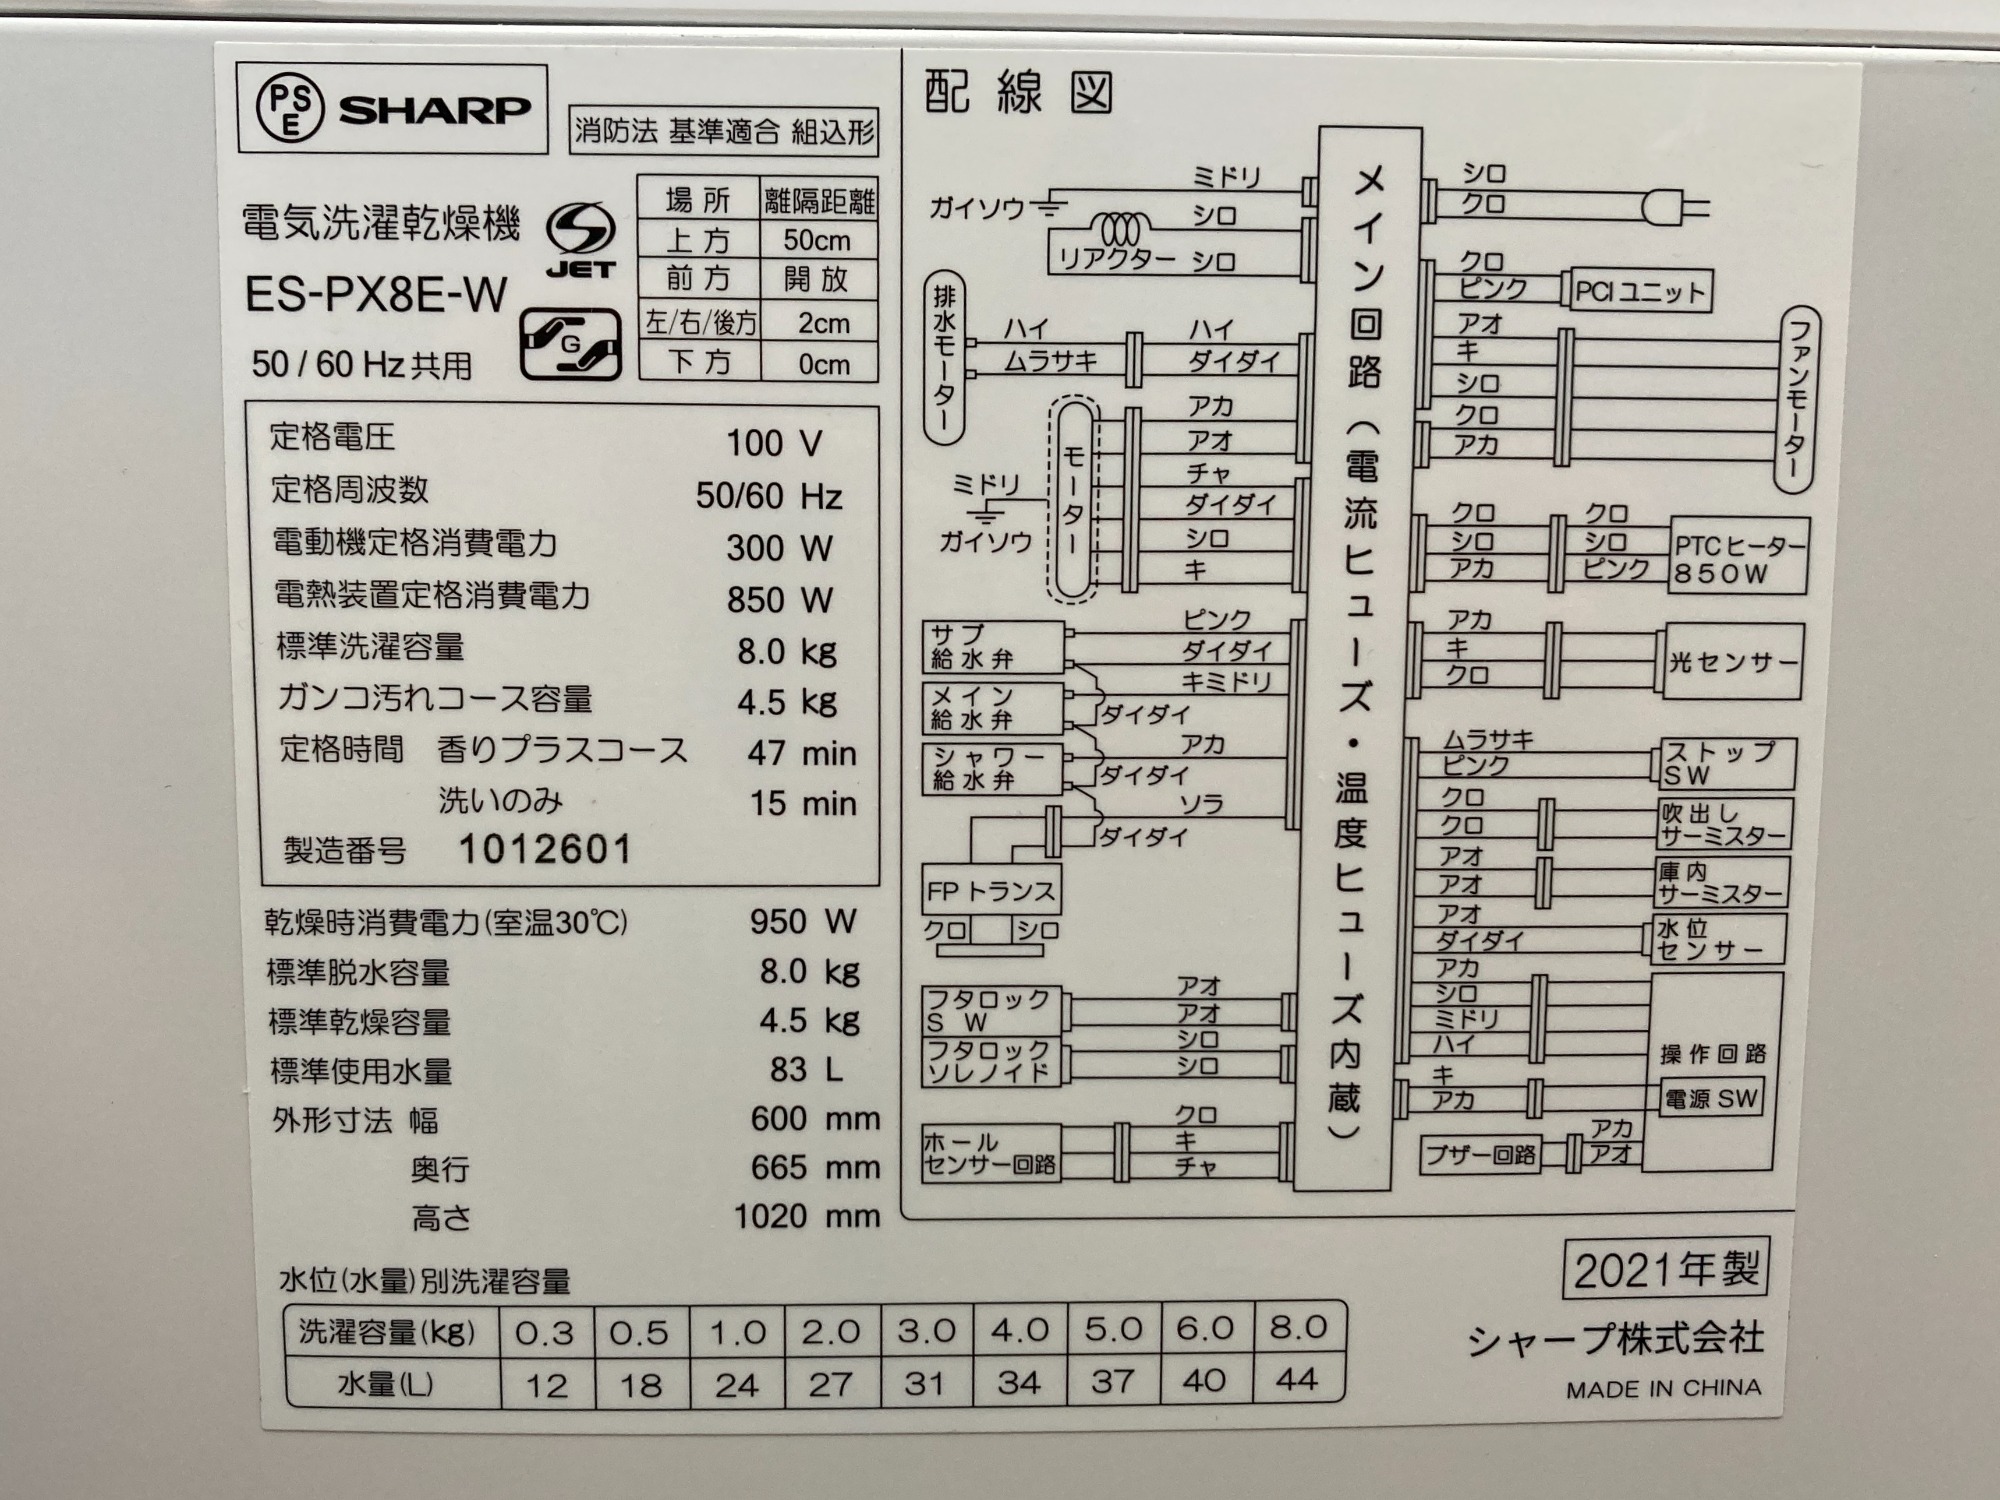 PSE SHARP
消防法 基準適合 組込形
電気洗濯乾燥機
ES-PX8E-W
50 / 60 Hz 共用
JET
G
場所 離隔距離
上方 50cm
前方 開放
左/右/後方 2cm
下方 0cm
定格電圧 100 V
定格周波数 50/60 Hz
電動機定格消費電力 300 W
電熱装置定格消費電力 850 W
標準洗濯容量 8.0 kg
ガンコ汚れコース容量 4.5 kg
定格時間 香りプラスコース 47 min
洗いのみ 15 min
製造番号 1012601
乾燥時消費電力(室温30℃) 950 W
標準脱水容量 8.0 kg
標準乾燥容量 4.5 kg
標準使用水量 83 L
外形寸法 幅 600 mm
奥行 665 mm
高さ 1020 mm
水位(水量)別洗濯容量
洗濯容量(kg) 0.3 0.5 1.0 2.0 3.0 4.0 5.0 6.0 8.0
水量(L) 12 18 24 27 31 34 37 40 44
配線図
ガイソウ
ミドリ
シロ
リアクター シロ
排水モーター
ハイ ハイ
ムラサキ ダイダイ
モーター
ミドリ
ガイソウ
アカ
アオ
チャ
ダイダイ
シロ
キ
サブ
給水弁
ピンク
ダイダイ
メイン
給水弁
キミドリ
ダイダイ
シャワー
給水弁
アカ
ダイダイ
ソラ
ダイダイ
FPトランス
クロ シロ
フタロック
SW
アオ
アオ
フタロック
ソレノイド
シロ
シロ
ホール
センサー回路
クロ
キ
チャ
メイン回路(電流ヒューズ・温度ヒューズ内蔵)
シロ
クロ
クロ
ピンク
PCIユニット
アオ
キ
シロ
クロ
アカ
ファンモーター
クロ クロ
シロ シロ
アカ ピンク
PTCヒーター
850W
アカ
キ
クロ
光センサー
ムラサキ
ピンク
ストップ
SW
クロ
クロ
吹出し
サーミスター
アオ
アオ
庫内
サーミスター
アオ
ダイダイ
水位
センサー
アカ
シロ
ミドリ
ハイ
操作回路
キ
アカ
電源SW
ブザー回路
アカ
アオ
2021年製
シャープ株式会社
MADE IN CHINA